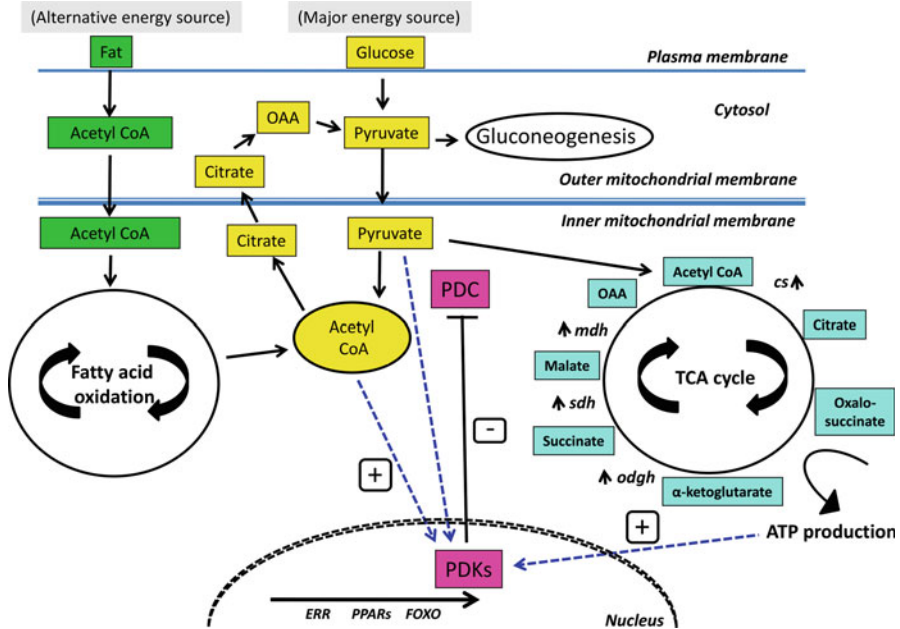 (Alternative energy source)
(Major energy source)
Fat
Glucose
Plasma membrane
Cytosol
OAA
Acetyl CoA
Pyruvate
Gluconeogenesis
Citrate
Outer mitochondrial membrane
Inner mitochondrial membrane
Acetyl CoA
Citrate
Pyruvate
Acetyl CoA
cs
PDC
OAA
Citrate
Acetyl
CoA
mdh
Malate
TCA cycle
Fatty acid
oxidation
sdh
Oxalo-
succinate
Succinate
-
odgh
α-ketoglutarate
+
+
ATP production
PDKs
ERR PPARs FOXO
Nucleus